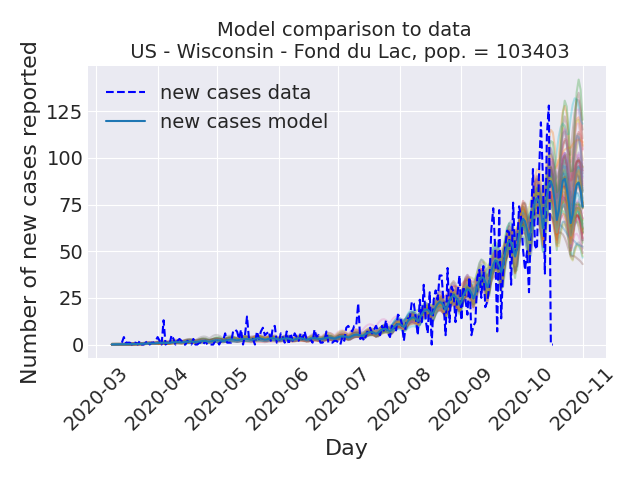 Model comparison to data
US - Wisconsin - Fond du Lac, pop. = 103403
Number of new cases reported
new cases data
new cases model
125
100
75
50
25
0
2020-03
2020-04
2020-05
2020-06
2020-07
2020-08
2020-09
2020-10
2020-11
Day